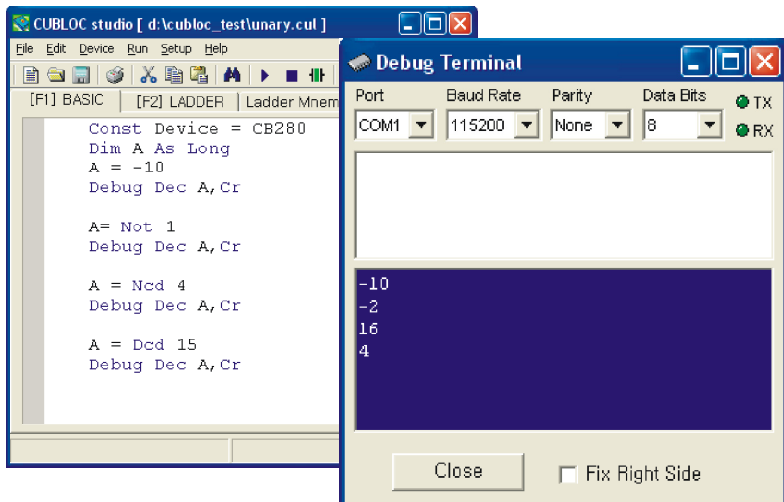 CUBLOC studio [ d:\cubloc_test\unary.cul ]
File Edit Device Run Setup Help
[F1] BASIC [F2] LADDER Ladder Mnem
Const Device = CB280
Dim A As Long
A = -10
Debug Dec A,Cr
A= Not 1
Debug Dec A,Cr
A = Ncd 4
Debug Dec A,Cr
A = Dcd 15
Debug Dec A,Cr
Debug Terminal
Port Baud Rate Parity Data Bits TX
COM1 115200 None 8 RX
-10
-2
16
4
Close Fix Right Side